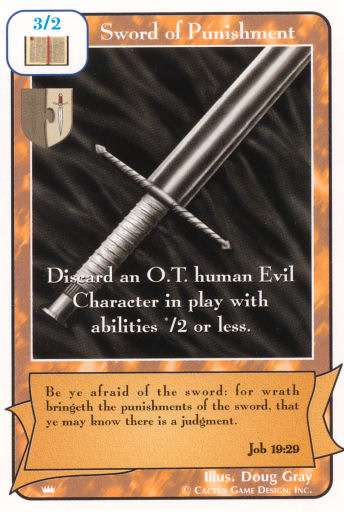 3/2
Sword of Punishment
Discard an O.T. human Evil
Character in play with
abilities */2 or less.
Be ye afraid of the sword: for wrath
bringeth the punishments of the sword, that
ye may know there is a judgment.
Job 19:29
Illus. Doug Gray
© Cactus Game Design, Inc.